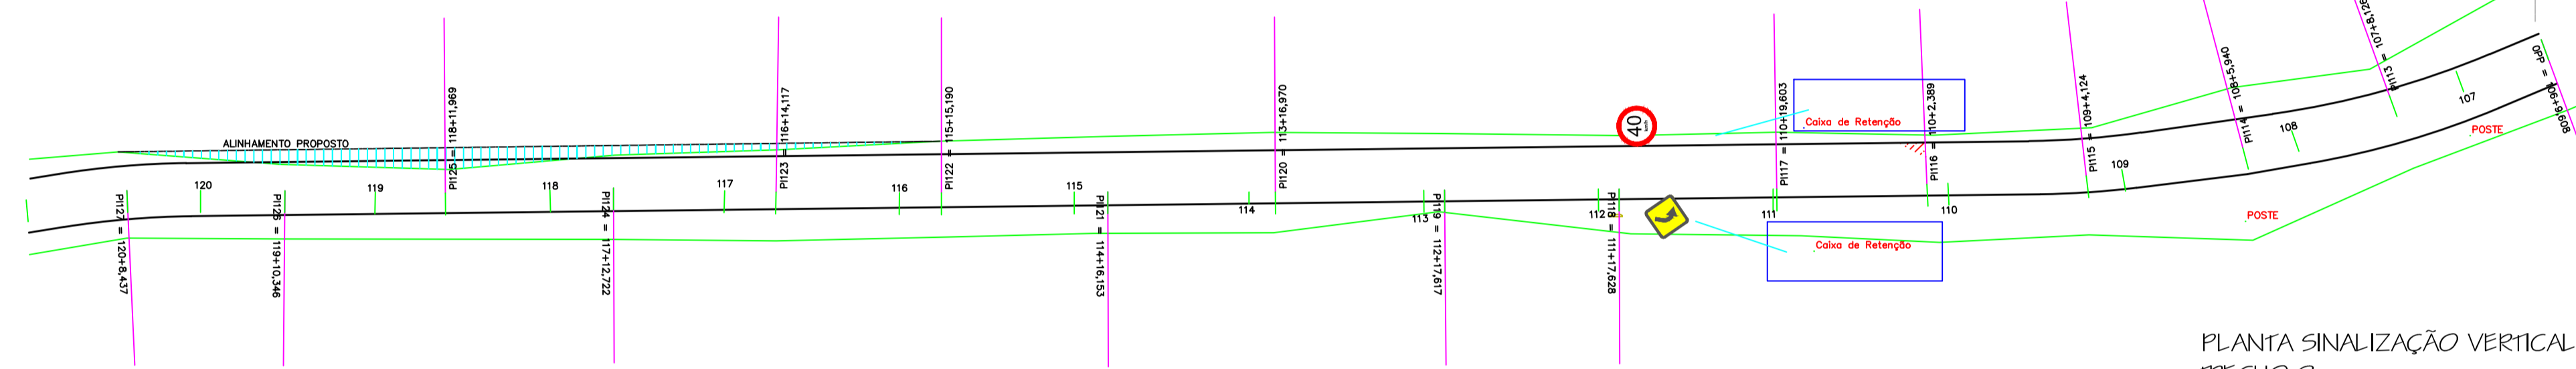 ALINHAMENTO PROPOSTO
PI125 = 118+11,969
PI123 = 116+14,117
PI122 = 115+15,190
PI120 = 113+16,970
40
km/h
PI117 = 110+19,603
Caixa de Retenção
PI116 = 110+2,389
PI115 = 109+4,124
PI114 = 108+5,940
PI113 = 107+8,126
107
108
109
POSTE
POSTE
120
119
118
117
116
115
114
113
112
111
110
PI127 = 120+8,437
PI126 = 119+10,346
PI124 = 117+12,722
PI121 = 114+16,153
PI119 = 112+17,617
PI118 = 111+17,628
Caixa de Retenção
PLANTA SINALIZAÇÃO VERTICAL